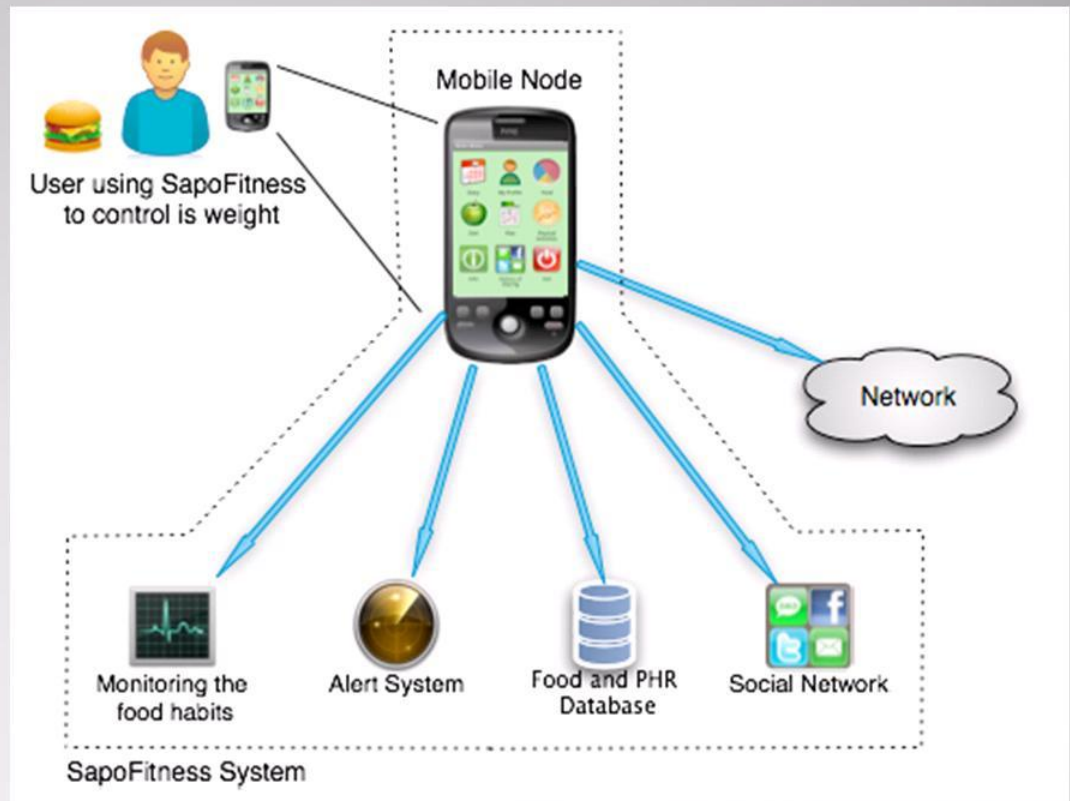 Mobile Node
User using SapoFitness
to control is weight
Network
Monitoring the
food habits
Alert System
Food and PHR
Database
Social Network
SapoFitness System